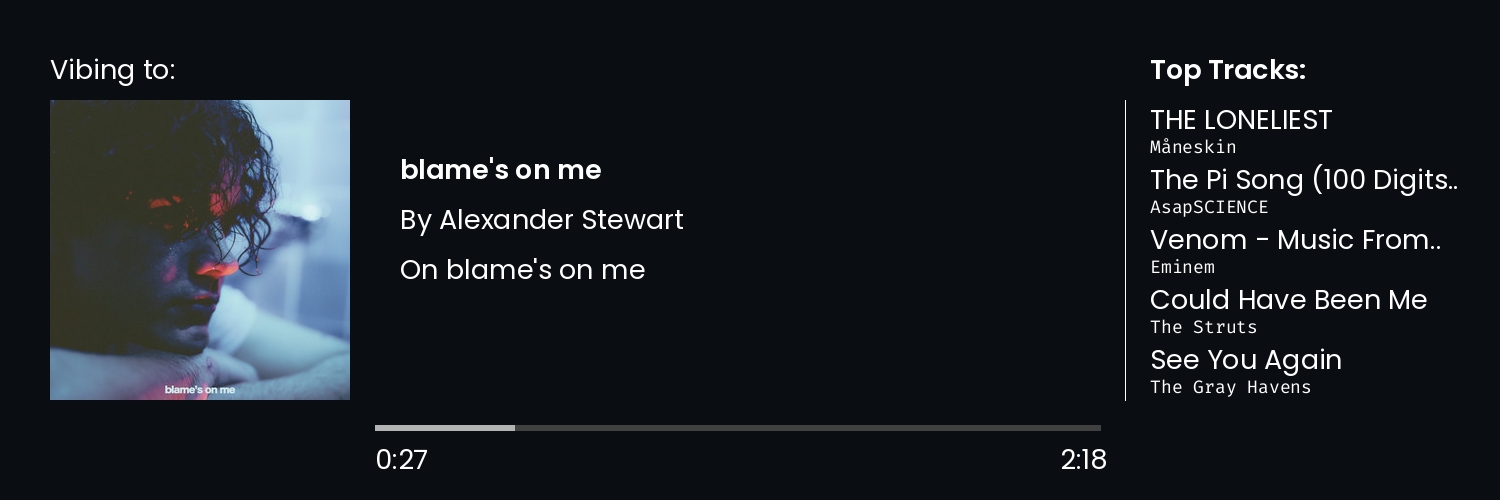 Vibing to:
blame's on me
blame's on me
By Alexander Stewart
On blame's on me
0:27
2:18
Top Tracks:
THE LONELIEST
Måneskin
The Pi Song (100 Digits..
AsapSCIENCE
Venom - Music From..
Eminem
Could Have Been Me
The Struts
See You Again
The Gray Havens